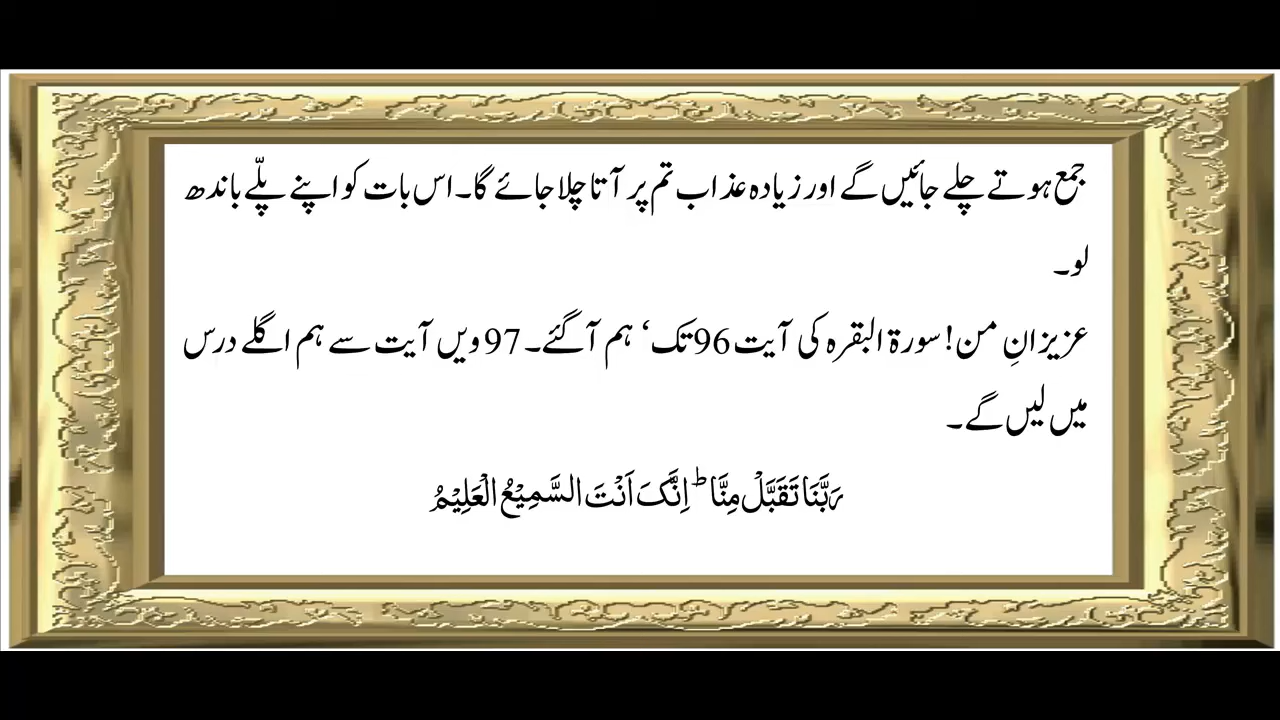 جمع ہوتے چلے جائیں گے اور زیادہ عذاب تم پر آتا چلا جائے گا۔ اس بات کو اپنے پلّے باندھ
لو۔
عزیزانِ من! سورۃ البقرہ کی آیت 96 تک‘ ہم آ گئے۔ 97 ویں آیت سے ہم اگلے درس
میں لیں گے۔
رَبَّنَا تَقَبَّلْ مِنَّا ؕ اِنَّکَ اَنْتَ السَّمِیْعُ الْعَلِیْمُ